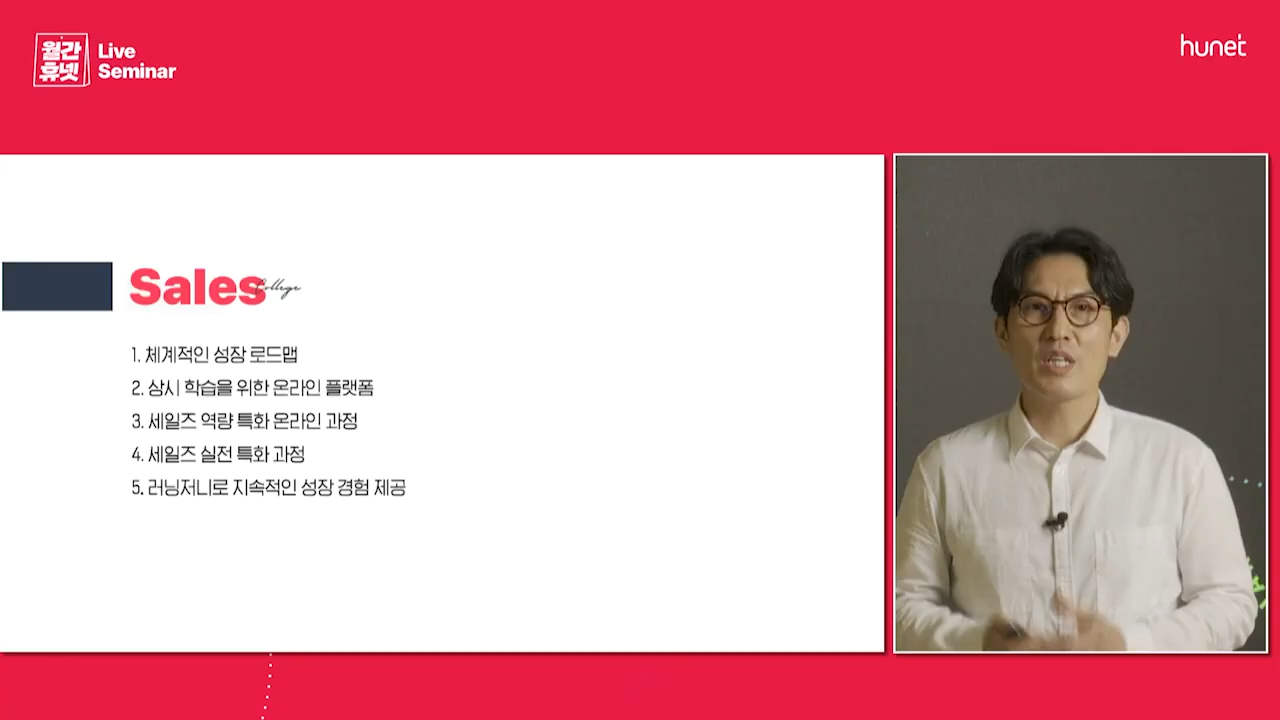 월간
휴넷
Live
Seminar
hunet
Sales College
1. 체계적인 성장 로드맵
2. 상시 학습을 위한 온라인 플랫폼
3. 세일즈 역량 특화 온라인 과정
4. 세일즈 실전 특화 과정
5. 러닝저니로 지속적인 성장 경험 제공